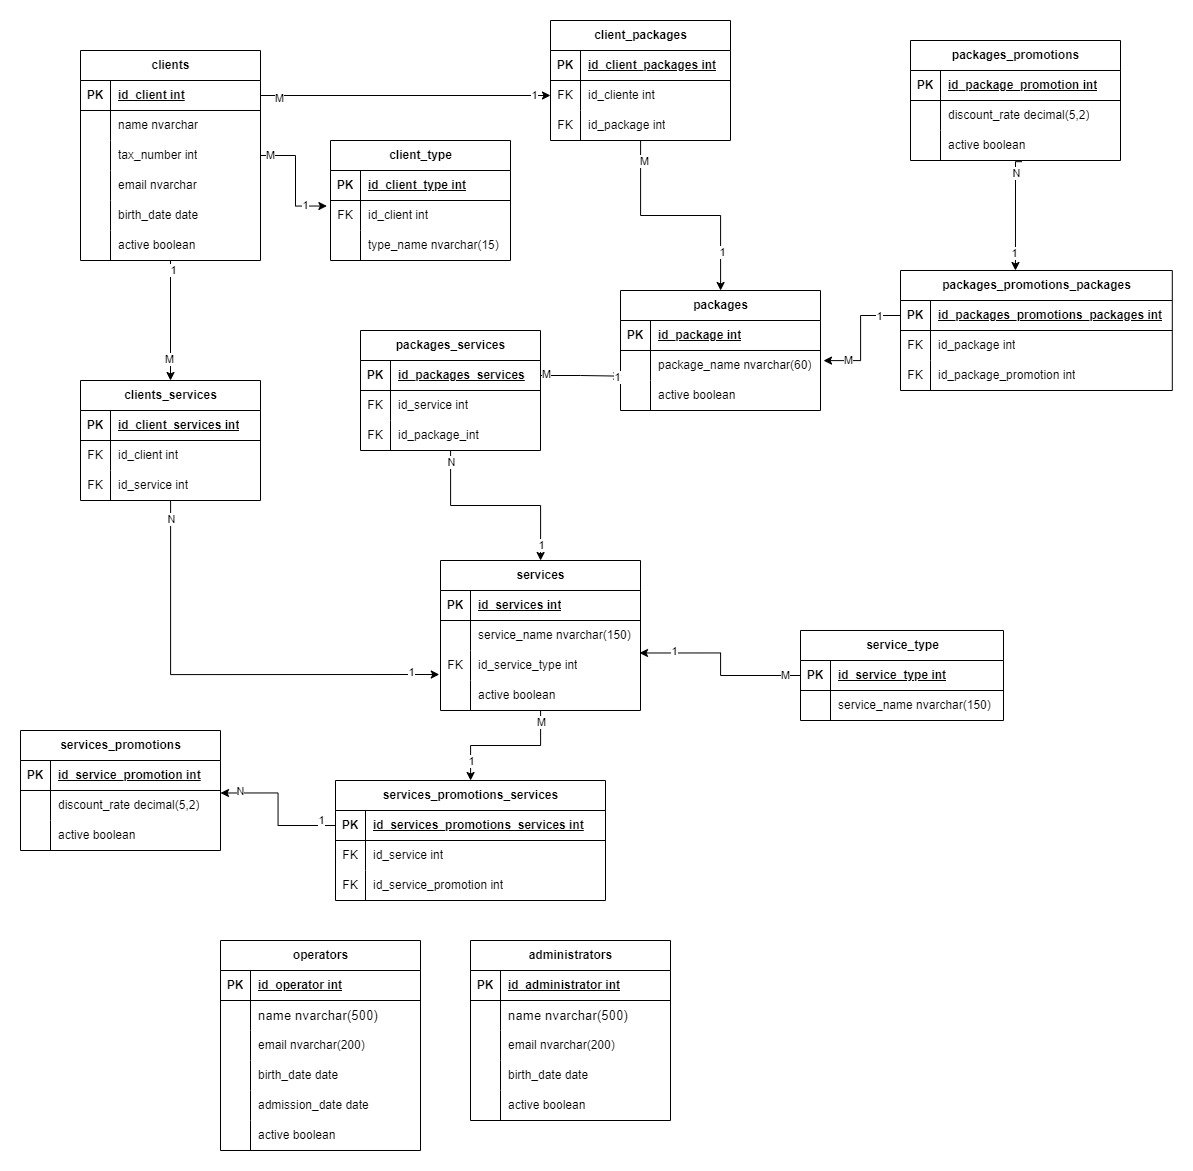 clients
PK id_client int
name nvarchar
tax_number int
email nvarchar
birth_date date
active boolean
M
1
client_packages
PK id_client_packages int
FK id_cliente int
FK id_package int
packages_promotions
PK id_package_promotion int
discount_rate decimal(5,2)
active boolean
M
1
client_type
PK id_client_type int
FK id_client int
type_name nvarchar(15)
M
1
N
1
1
M
packages
PK id_package int
package_name nvarchar(60)
active boolean
packages_promotions_packages
PK id_packages_promotions_packages int
FK id_package int
FK id_package_promotion int
M
1
packages_services
PK id_packages_services
FK id_service int
FK id_package_int
M
1
clients_services
PK id_client_services int
FK id_client int
FK id_service int
N
1
N
1
services
PK id_services int
service_name nvarchar(150)
FK id_service_type int
active boolean
1
M
service_type
PK id_service_type int
service_name nvarchar(150)
M
1
services_promotions
PK id_service_promotion int
discount_rate decimal(5,2)
active boolean
N
1
services_promotions_services
PK id_services_promotions_services int
FK id_service int
FK id_service_promotion int
operators
PK id_operator int
name nvarchar(500)
email nvarchar(200)
birth_date date
admission_date date
active boolean
administrators
PK id_administrator int
name nvarchar(500)
email nvarchar(200)
birth_date date
active boolean